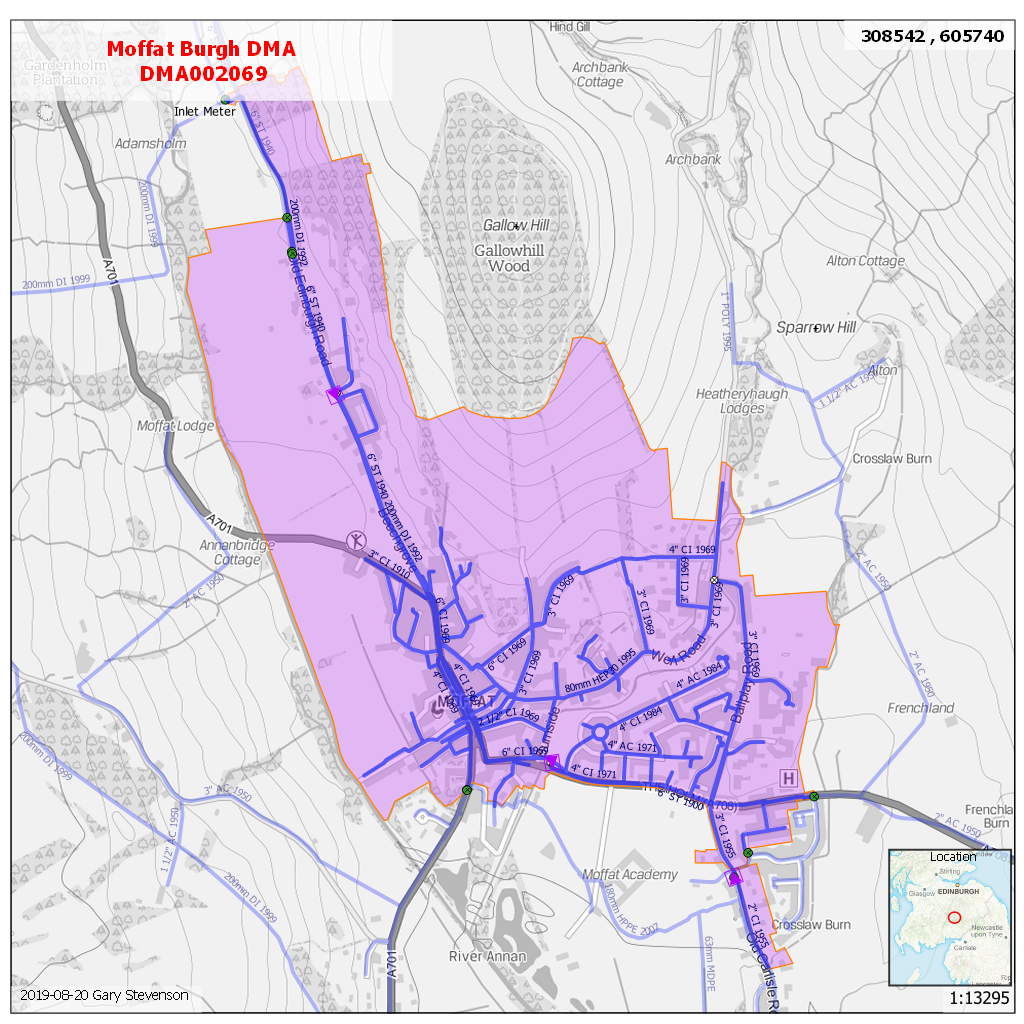 Moffat Burgh DMA
DMA002069
308542 , 605740
Hind Gill
Gardenholm
Plantation
Archbank
Cottage
Inlet Meter
6" ST 1940
Adamsholm
Archbank
200mm DI 1999
200mm DI 1992
Gallow Hill
Gallowhill
Wood
Alton Cottage
A701
200mm DI 1999
Old Edinburgh Road
6" ST 1940
1" POLY 1995
Sparrow Hill
Alton
1 1/2" AC 1950
Heatheryhaugh
Lodges
Moffat Lodge
Crosslaw Burn
6" ST 1940
200mm DI 1992
Beechgrove
A701
Annanbridge
Cottage
3" CI 1910
4" CI 1969
2" AC 1950
2" AC 1950
3" CI 1969
3" CI 1969
3" CI 1969
3" CI 1969
6" CI 1969
3" CI 1969
6" CI 1969
3" CI 1969
Well Road
80mm HEP30 1995
4" AC 1984
Ballplay Road
2" AC 1950
MOFFAT
2 1/2" CI 1969
Burnside
4" CI 1984
Frenchland
4" AC 1971
6" CI 1969
4" CI 1971
H
200mm DI 1999
3" AC 1950
6" ST 1900
(A708)
Frenchland
Burn
2" AC 1950
1 1/2" AC 1950
3" CI 1955
Moffat Academy
200mm DI 1999
180mm HPPE 2007
2" CI 1955
Crosslaw Burn
River Annan
A701
63mm MDPE
Old Carlisle Road
Location
Stirling
Glasgow
EDINBURGH
Newcastle
upon Tyne
Carlisle
2019-08-20 Gary Stevenson
1:13295